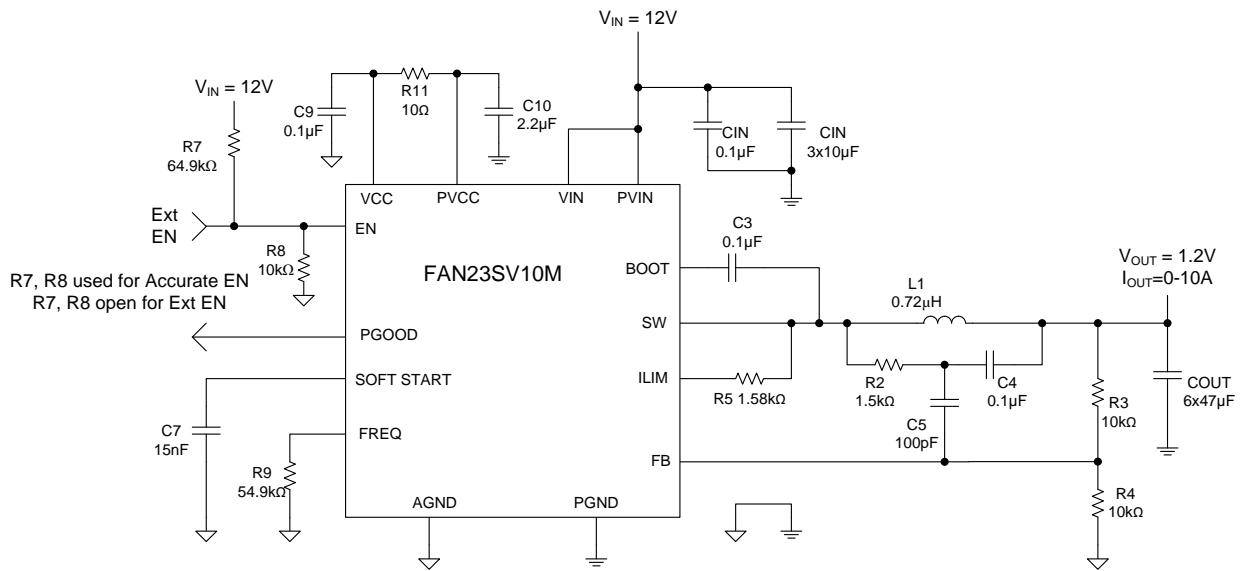 V_IN = 12V
V_IN = 12V
C9
0.1µF
R11
10Ω
C10
2.2µF
CIN
0.1µF
CIN
3x10µF
R7
64.9kΩ
VCC
PVCC
VIN
PVIN
Ext
EN
EN
R8
10kΩ
FAN23SV10M
C3
0.1µF
BOOT
R7, R8 used for Accurate EN
R7, R8 open for Ext EN
V_OUT = 1.2V
I_OUT=0-10A
L1
0.72µH
SW
PGOOD
SOFT START
ILIM
R5 1.58kΩ
R2
1.5kΩ
C4
0.1µF
C5
100pF
R3
10kΩ
COUT
6x47µF
C7
15nF
FREQ
R9
54.9kΩ
FB
R4
10kΩ
AGND
PGND